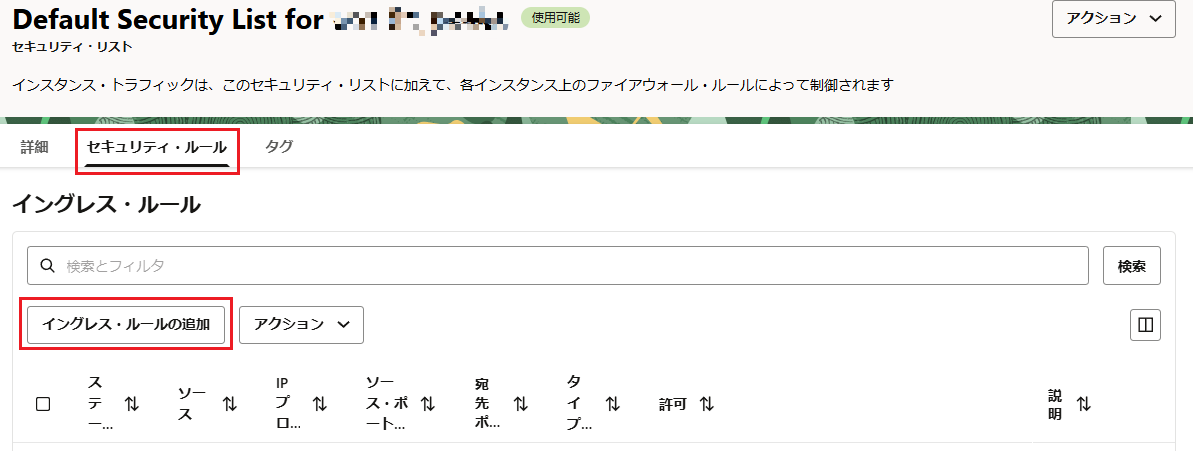 Default Security List for
使用可能
アクション
セキュリティ・リスト
インスタンス・トラフィックは、このセキュリティ・リストに加えて、各インスタンス上のファイアウォール・ルールによって制御されます
詳細
セキュリティ・ルール
タグ
イングレス・ルール
検索とフィルタ
検索
イングレス・ルールの追加
アクション
ス
テ
ー...
ソー
ス
IP
プ
ロ...
ソー
ス・ポ
ート...
宛
先
ポ...
タ
イ
プ...
許可
説
明